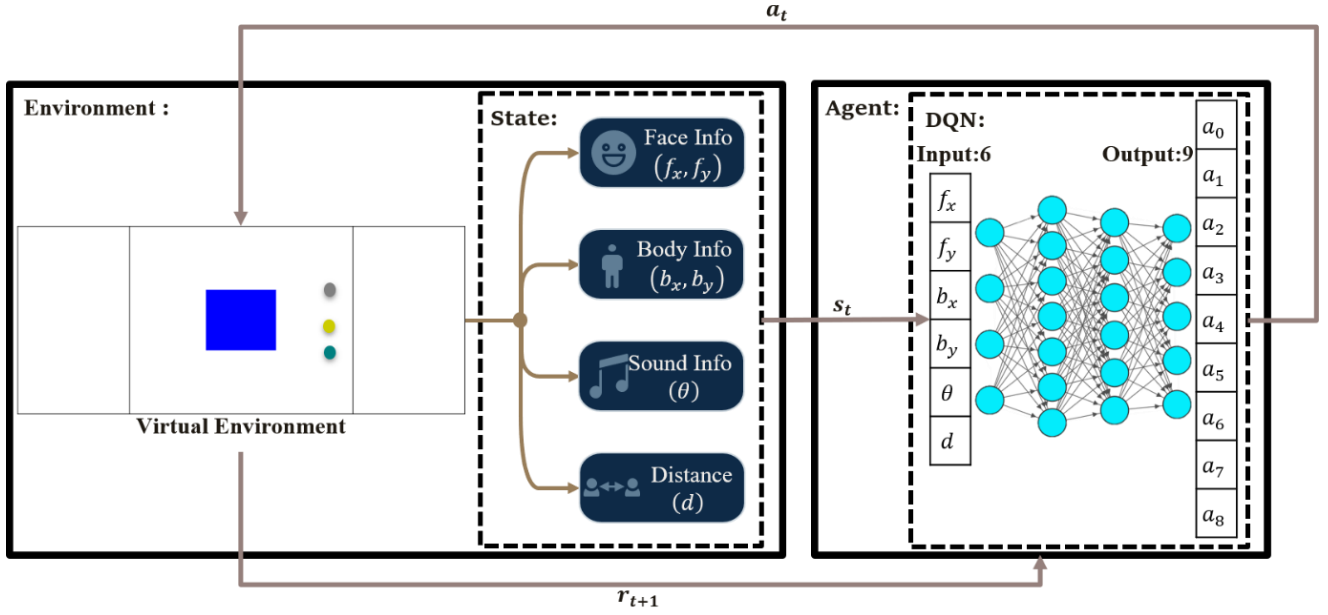 a_t
Environment :
State:
Face Info
(f_x, f_y)
Body Info
(b_x, b_y)
Sound Info
(θ)
Distance
(d)
Virtual Environment
s_t
Agent:
DQN:
Input:6
Output:9
f_x
f_y
b_x
b_y
θ
d
a_0
a_1
a_2
a_3
a_4
a_5
a_6
a_7
a_8
r_{t+1}